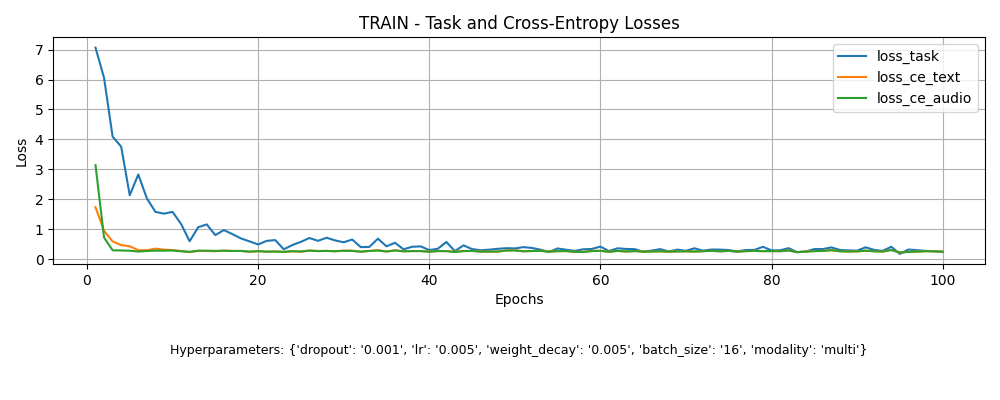 TRAIN - Task and Cross-Entropy Losses
loss_task
loss_ce_text
loss_ce_audio
Loss
7
6
5
4
3
2
1
0
0 20 40 60 80 100
Epochs
Hyperparameters: {'dropout': '0.001', 'lr': '0.005', 'weight_decay': '0.005', 'batch_size': '16', 'modality': 'multi'}